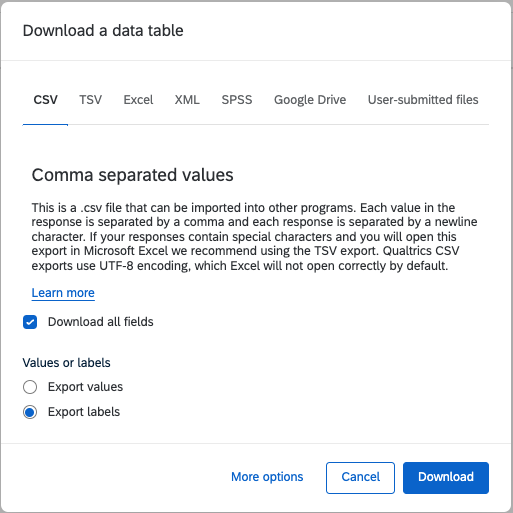 Download a data table
CSV TSV Excel XML SPSS Google Drive User-submitted files
Comma separated values
This is a .csv file that can be imported into other programs. Each value in the
response is separated by a comma and each response is separated by a newline
character. If your responses contain special characters and you will open this
export in Microsoft Excel we recommend using the TSV export. Qualtrics CSV
exports use UTF-8 encoding, which Excel will not open correctly by default.
Learn more
Download all fields
Values or labels
Export values
Export labels
More options Cancel Download